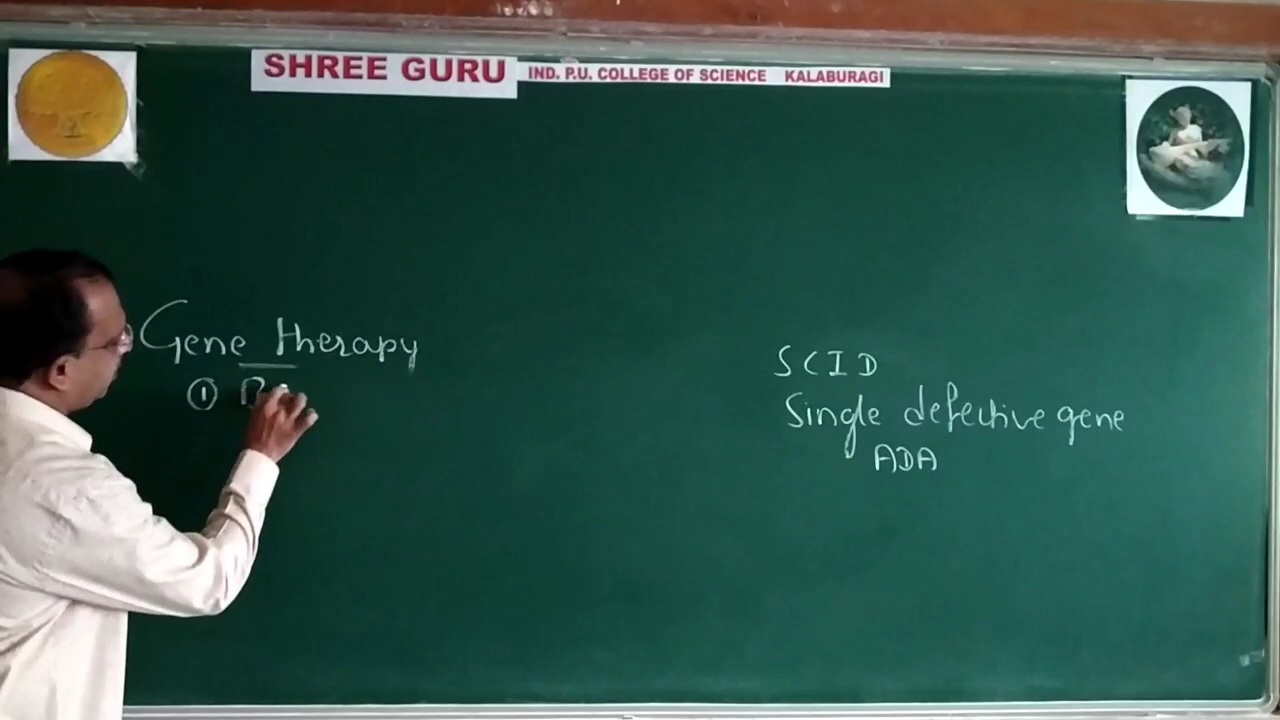 SHREE GURU IND. P.U. COLLEGE OF SCIENCE KALABURAGI
Gene therapy
①
SCID
Single defective gene
ADA